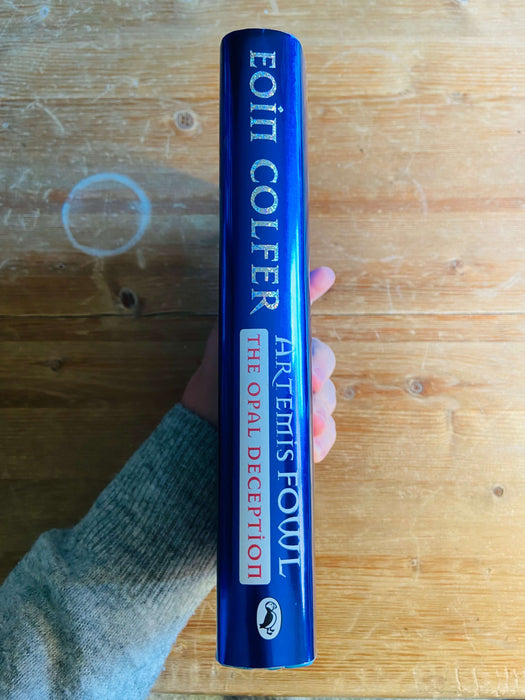 EOIN COLFER
ARTEMIS FOWL
THE OPAL DECEPTION